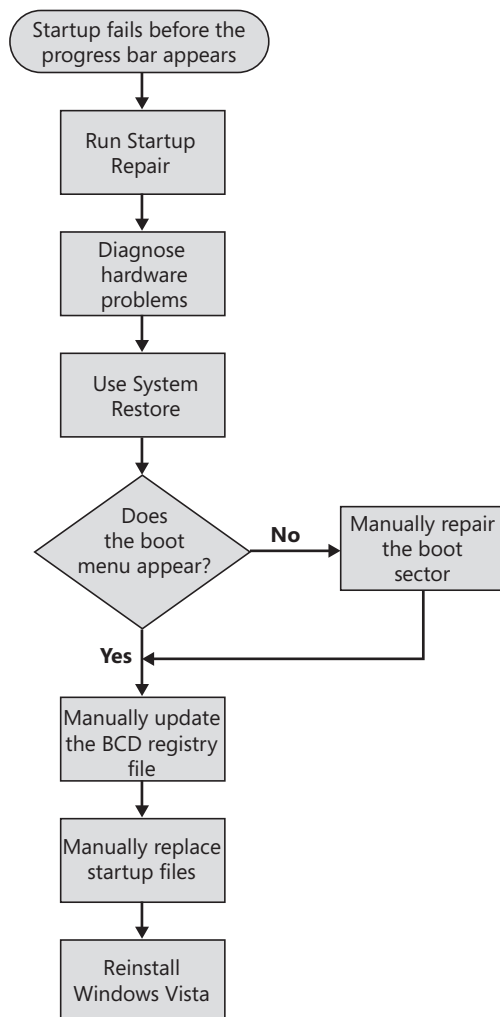 Startup fails before the
progress bar appears
Run Startup
Repair
Diagnose
hardware
problems
Use System
Restore
Does
the boot
menu appear?
No
Manually repair
the boot
sector
Yes
Manually update
the BCD registry
file
Manually replace
startup files
Reinstall
Windows Vista